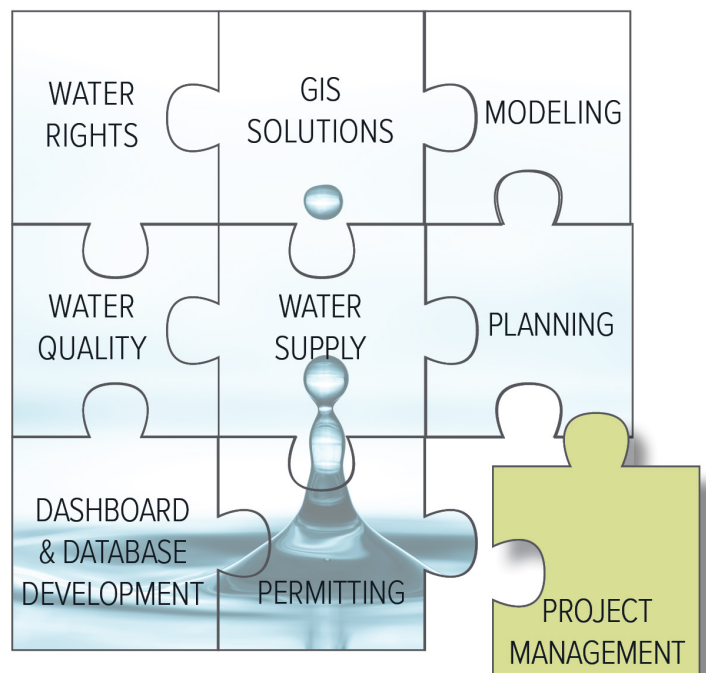 WATER
RIGHTS
GIS
SOLUTIONS
MODELING
WATER
QUALITY
WATER
SUPPLY
PLANNING
DASHBOARD
& DATABASE
DEVELOPMENT
PERMITTING
PROJECT
MANAGEMENT